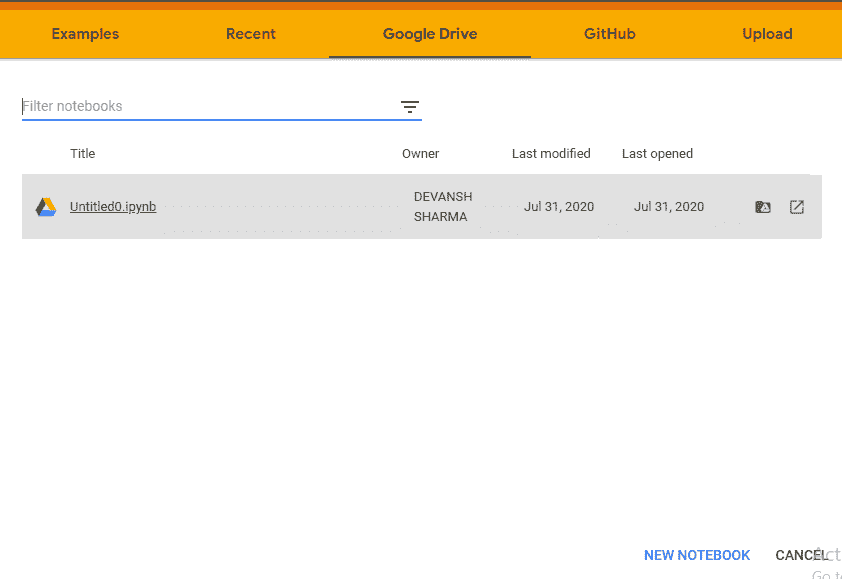 Examples Recent Google Drive GitHub Upload
Filter notebooks
Title Owner Last modified Last opened
Untitled0.ipynb DEVANSH SHARMA Jul 31, 2020 Jul 31, 2020
NEW NOTEBOOK CANCEL